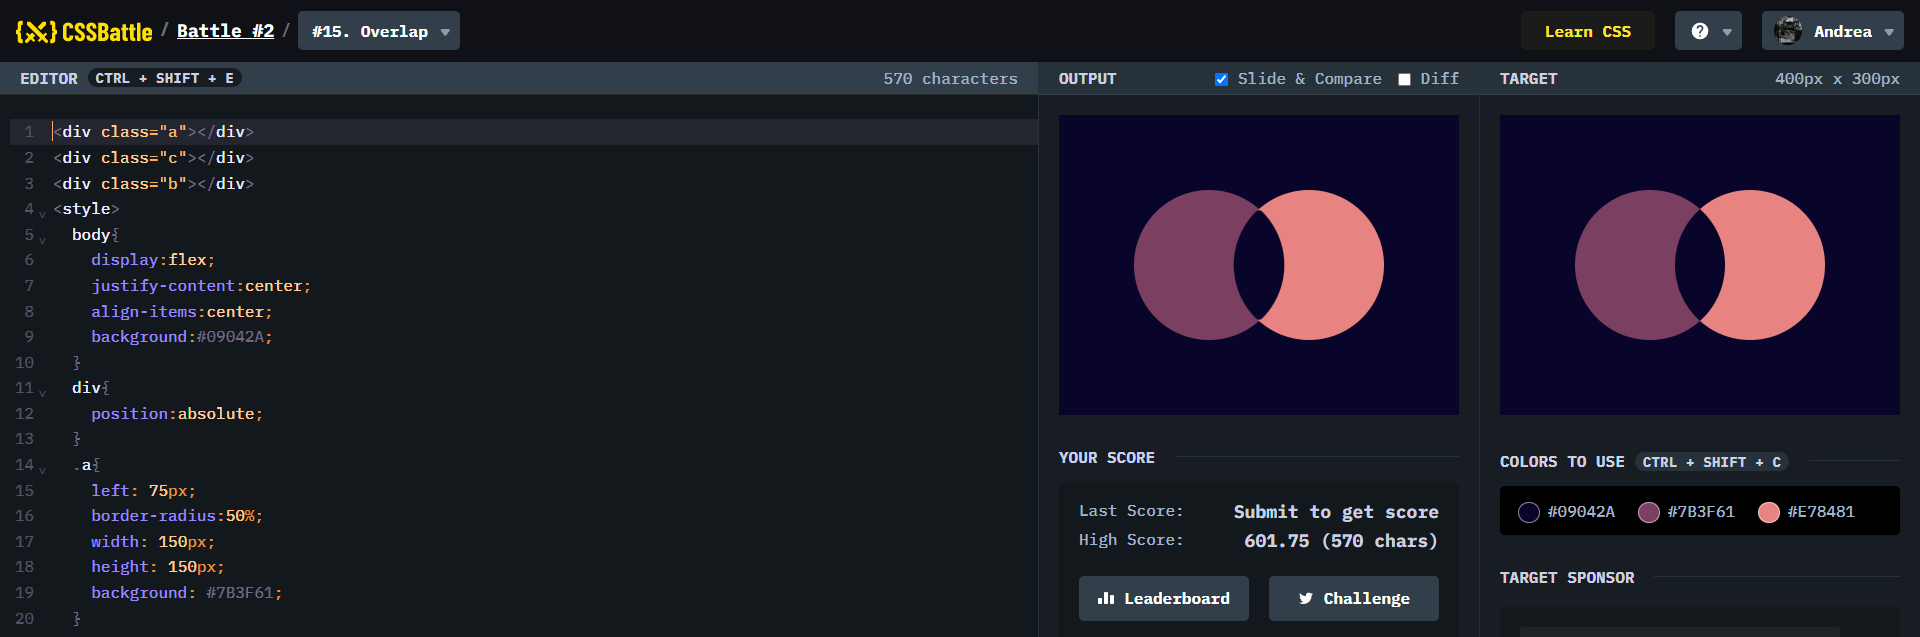 {X} CSSBattle / Battle #2 / #15. Overlap
Learn CSS
?
Andrea
EDITOR CTRL + SHIFT + E 570 characters
1 <div class="a"></div>
2 <div class="c"></div>
3 <div class="b"></div>
4 <style>
5 body{
6 display:flex;
7 justify-content:center;
8 align-items:center;
9 background:#09042A;
10 }
11 div{
12 position:absolute;
13 }
14 .a{
15 left: 75px;
16 border-radius:50%;
17 width: 150px;
18 height: 150px;
19 background: #7B3F61;
20 }
OUTPUT Slide & Compare Diff
YOUR SCORE
Last Score: Submit to get score
High Score: 601.75 (570 chars)
Leaderboard Challenge
TARGET 400px x 300px
COLORS TO USE CTRL + SHIFT + C
#09042A #7B3F61 #E78481
TARGET SPONSOR